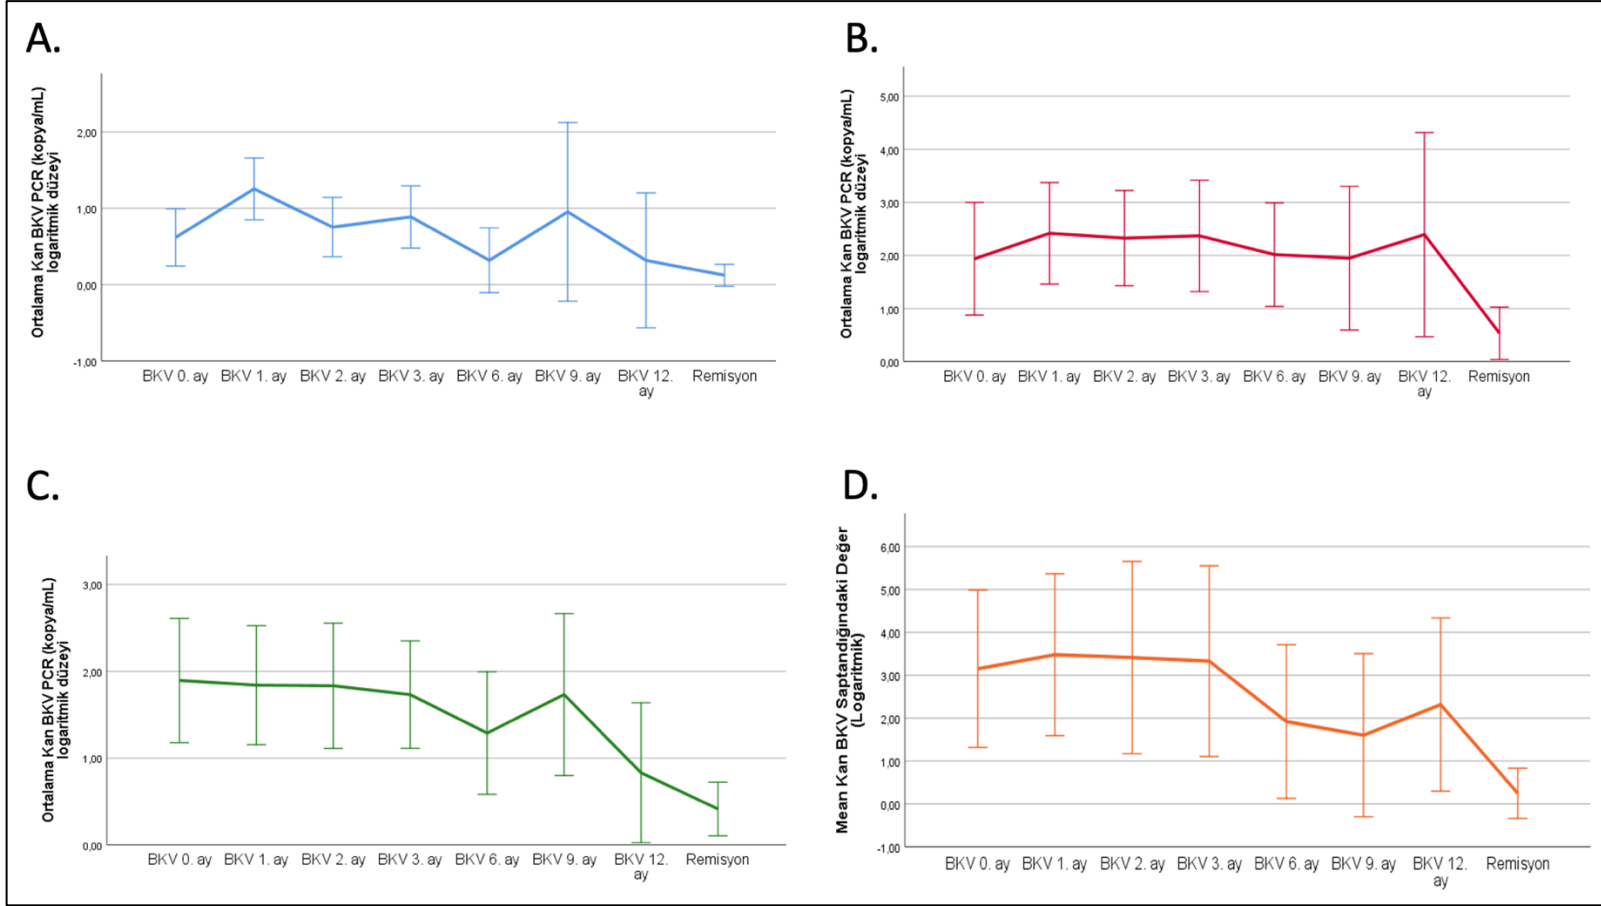 A.
Ortalama Kan BKV PCR (kopya/mL)
logaritmik düzeyi
2,00
1,00
0,00
-1,00
BKV 0. ay
BKV 1. ay
BKV 2. ay
BKV 3. ay
BKV 6. ay
BKV 9. ay
BKV 12.
ay
Remisyon
B.
Ortalama Kan BKV PCR (kopya/mL)
logaritmik düzeyi
5,00
4,00
3,00
2,00
1,00
0,00
BKV 0. ay
BKV 1. ay
BKV 2. ay
BKV 3. ay
BKV 6. ay
BKV 9. ay
BKV 12.
ay
Remisyon
C.
Ortalama Kan BKV PCR (kopya/mL)
logaritmik düzeyi
3,00
2,00
1,00
0,00
BKV 0. ay
BKV 1. ay
BKV 2. ay
BKV 3. ay
BKV 6. ay
BKV 9. ay
BKV 12.
ay
Remisyon
D.
Mean Kan BKV Saptandığındaki Değer
(Logaritmik)
6,00
5,00
4,00
3,00
2,00
1,00
0,00
-1,00
BKV 0. ay
BKV 1. ay
BKV 2. ay
BKV 3. ay
BKV 6. ay
BKV 9. ay
BKV 12.
ay
Remisyon